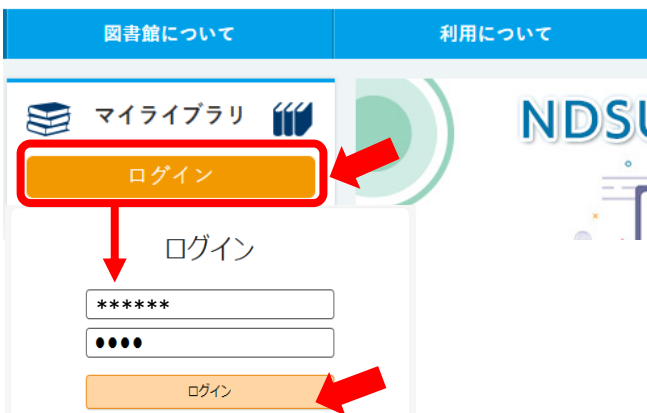 図書館について
利用について
マイライブラリ
NDSU
ログイン
ログイン
******
●●●●
ログイン